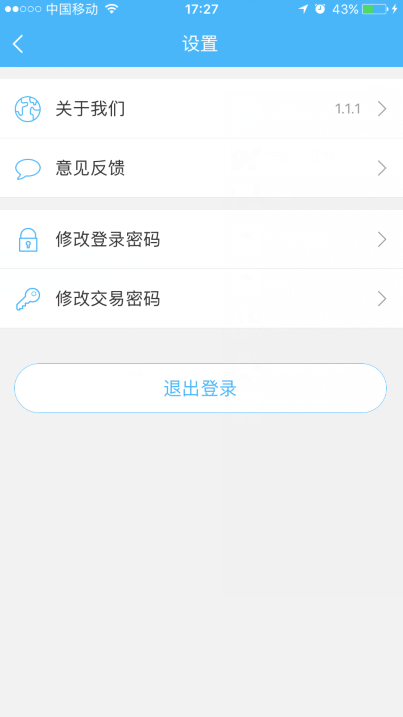 中国移动 17:27 43%
设置
关于我们 1.1.1
意见反馈
修改登录密码
修改交易密码
退出登录